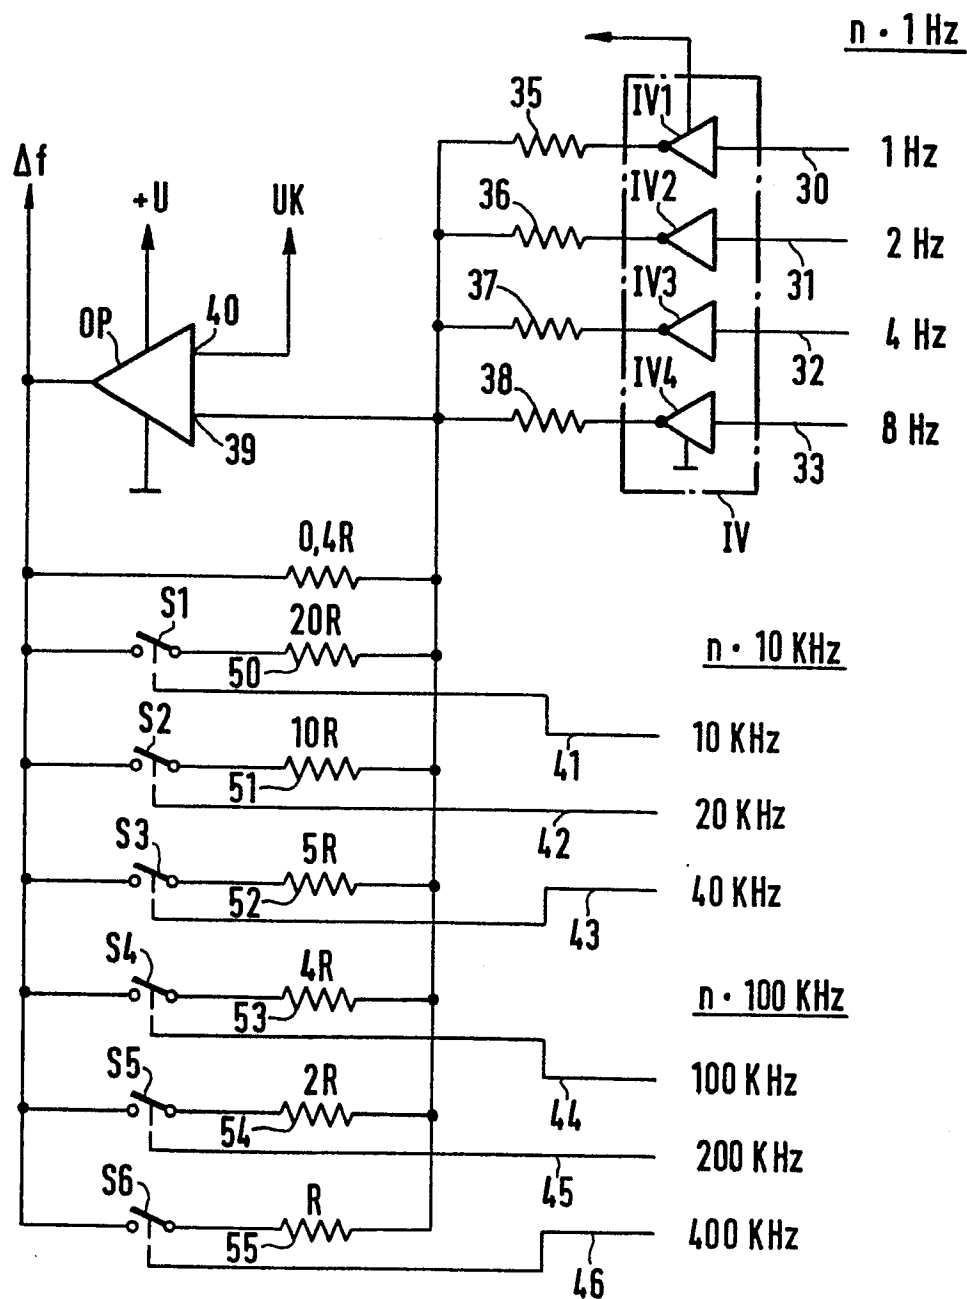 n · 1 Hz
35
IV1
1 Hz
30
Δf
+U
UK
36
IV2
2 Hz
31
OP
40
37
IV3
4 Hz
32
38
IV4
8 Hz
33
39
IV
0,4R
S1
20R
50
n · 10 KHz
S2
10R
51
41
10 KHz
42
20 KHz
S3
5R
52
43
40 KHz
S4
4R
53
n · 100 KHz
S5
2R
54
44
100 KHz
45
200 KHz
S6
R
55
46
400 KHz